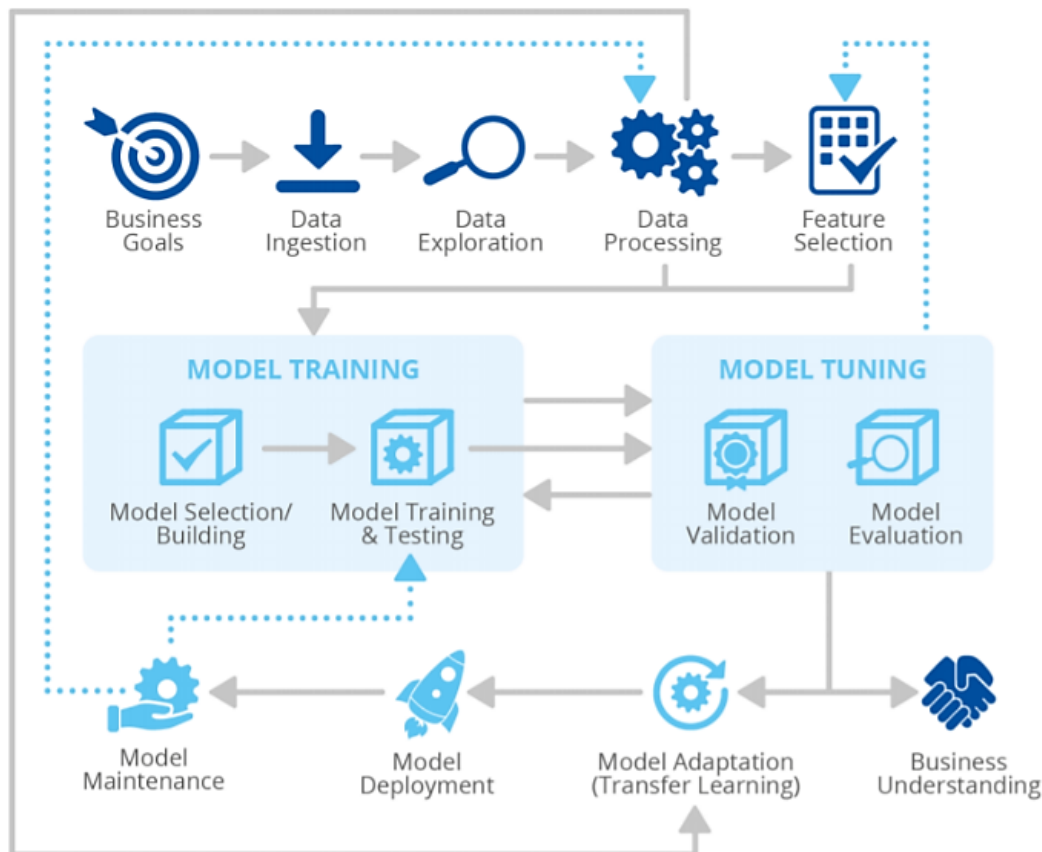 Business
Goals
Data
Ingestion
Data
Exploration
Data
Processing
Feature
Selection
MODEL TRAINING
Model Selection/
Building
Model Training
& Testing
MODEL TUNING
Model
Validation
Model
Evaluation
Model
Maintenance
Model
Deployment
Model Adaptation
(Transfer Learning)
Business
Understanding